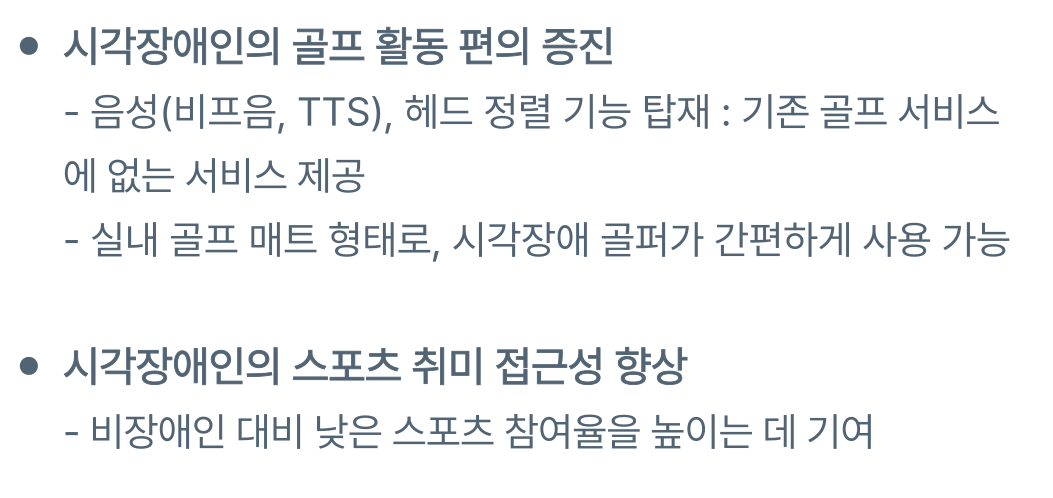 ● 시각장애인의 골프 활동 편의 증진
- 음성(비프음, TTS), 헤드 정렬 기능 탑재 : 기존 골프 서비스
에 없는 서비스 제공
- 실내 골프 매트 형태로, 시각장애 골퍼가 간편하게 사용 가능
● 시각장애인의 스포츠 취미 접근성 향상
- 비장애인 대비 낮은 스포츠 참여율을 높이는 데 기여